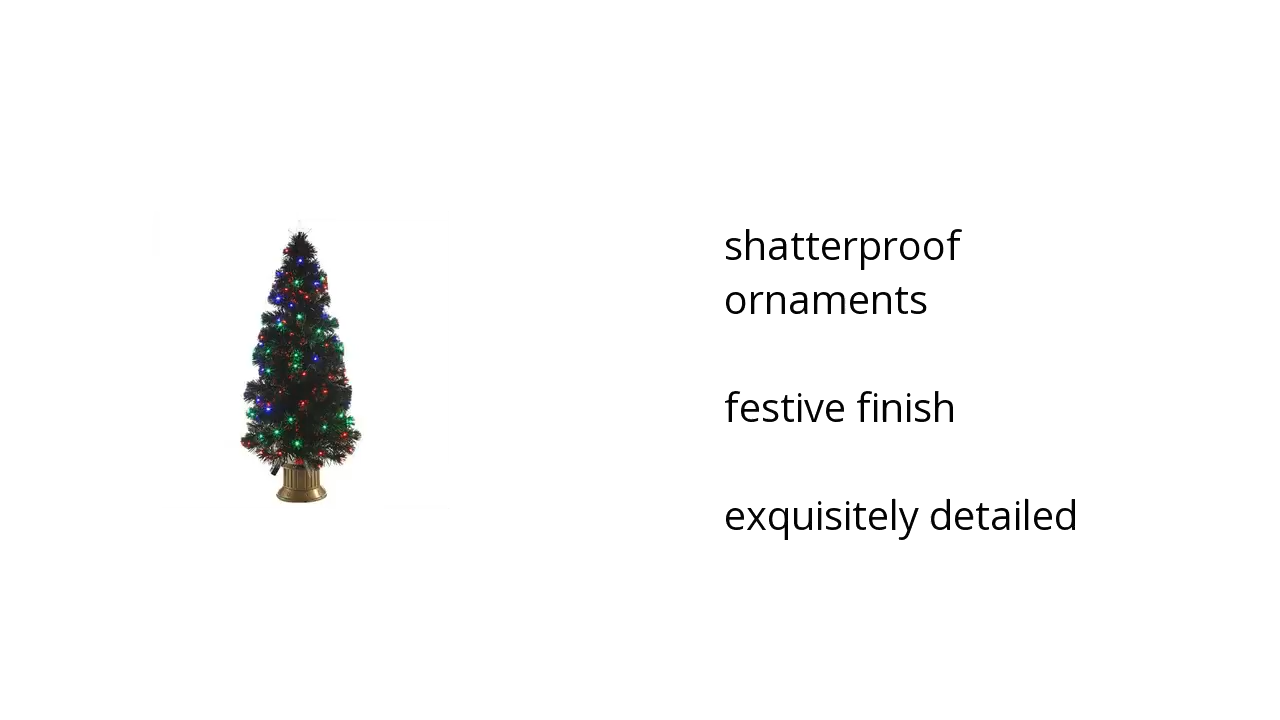 shatterproof
ornaments
festive finish
exquisitely detailed